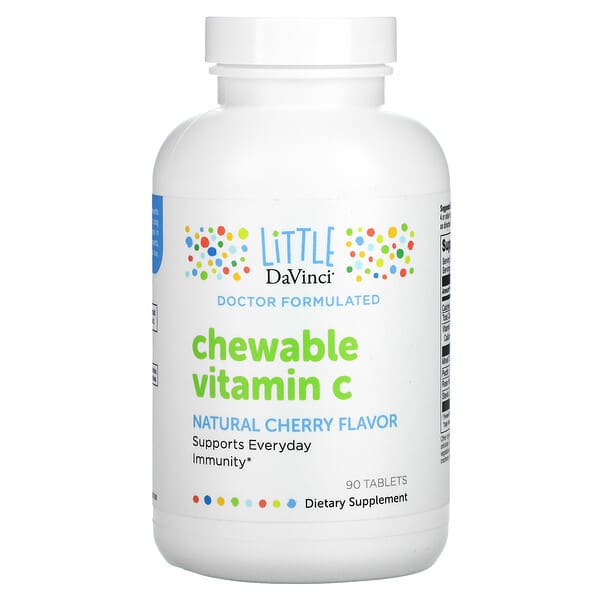 LiTTLE
DaVinci
DOCTOR FORMULATED
chewable
vitamin c
NATURAL CHERRY FLAVOR
Supports Everyday
Immunity*
90 TABLETS
Dietary Supplement